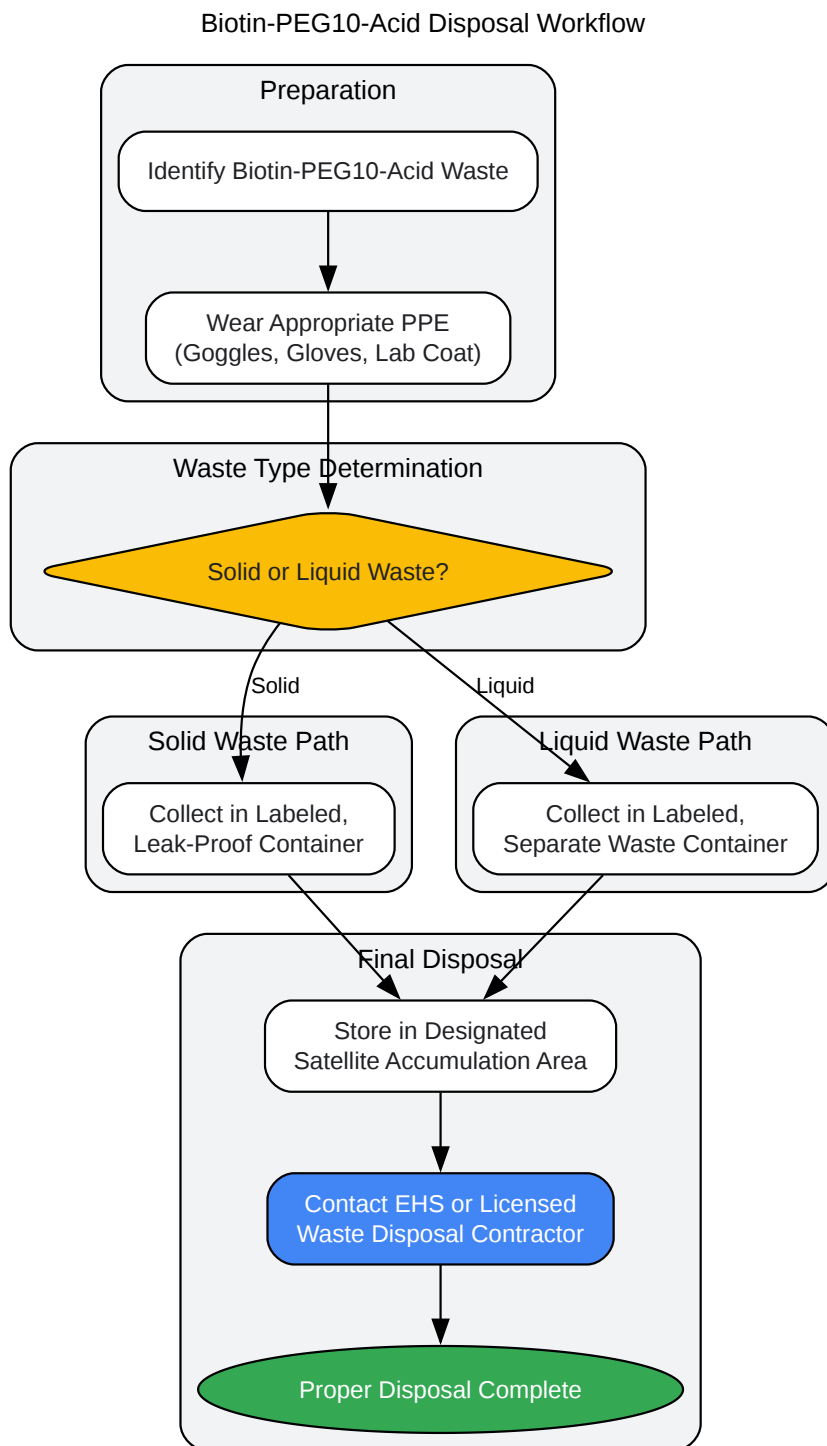 Biotin-PEG10-Acid Disposal Workflow
Preparation
Identify Biotin-PEG10-Acid Waste
Wear Appropriate PPE
(Goggles, Gloves, Lab Coat)
Waste Type Determination
Solid or Liquid Waste?
Solid
Liquid
Solid Waste Path
Collect in Labeled,
Leak-Proof Container
Liquid Waste Path
Collect in Labeled,
Separate Waste Container
Final Disposal
Store in Designated
Satellite Accumulation Area
Contact EHS or Licensed
Waste Disposal Contractor
Proper Disposal Complete